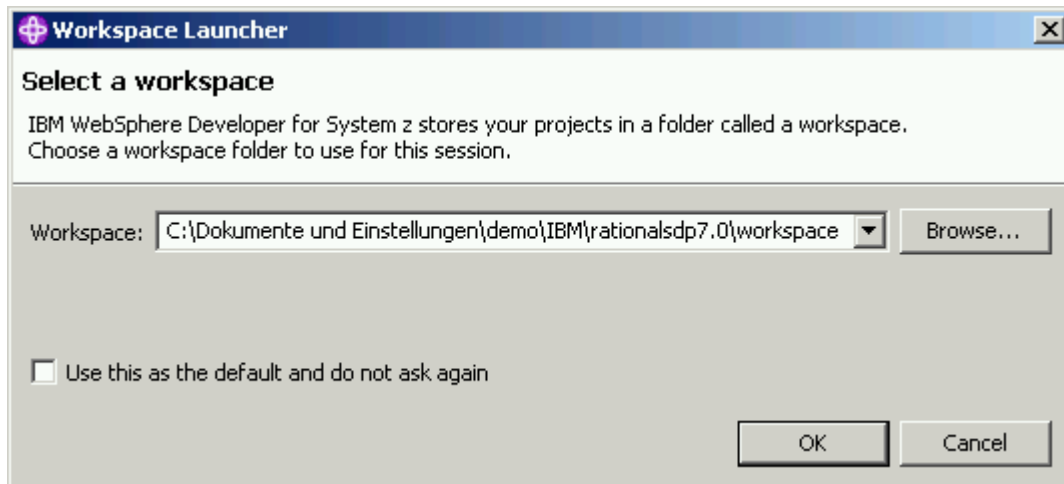 Workspace Launcher
Select a workspace
IBM WebSphere Developer for System z stores your projects in a folder called a workspace.
Choose a workspace folder to use for this session.
Workspace: C:\Dokumente und Einstellungen\demo\IBM\rationalsdp7.0\workspace Browse...
Use this as the default and do not ask again
OK Cancel